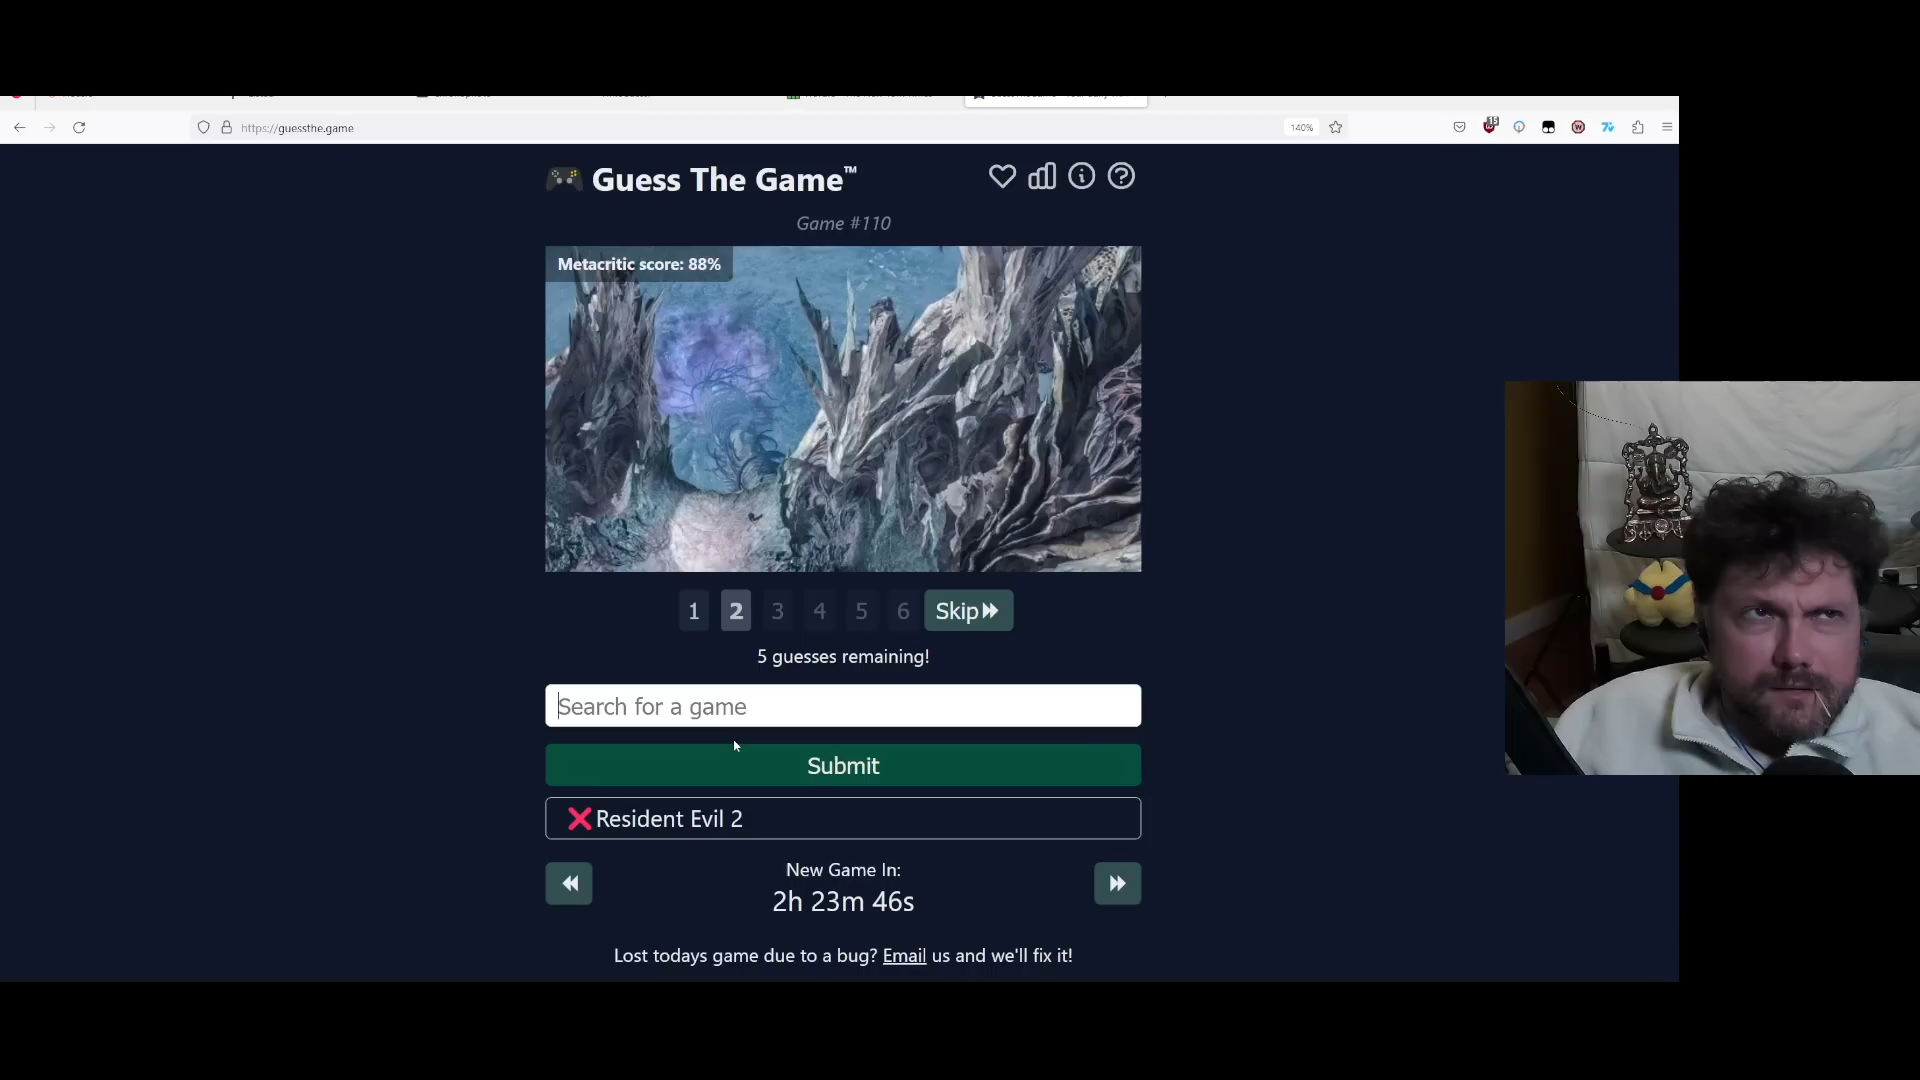 https://guessthe.game
140%
15
Guess The Game™
Game #110
Metacritic score: 88%
1 2 3 4 5 6 Skip
5 guesses remaining!
Search for a game
Submit
Resident Evil 2
New Game In:
2h 23m 46s
Lost todays game due to a bug? Email us and we'll fix it!